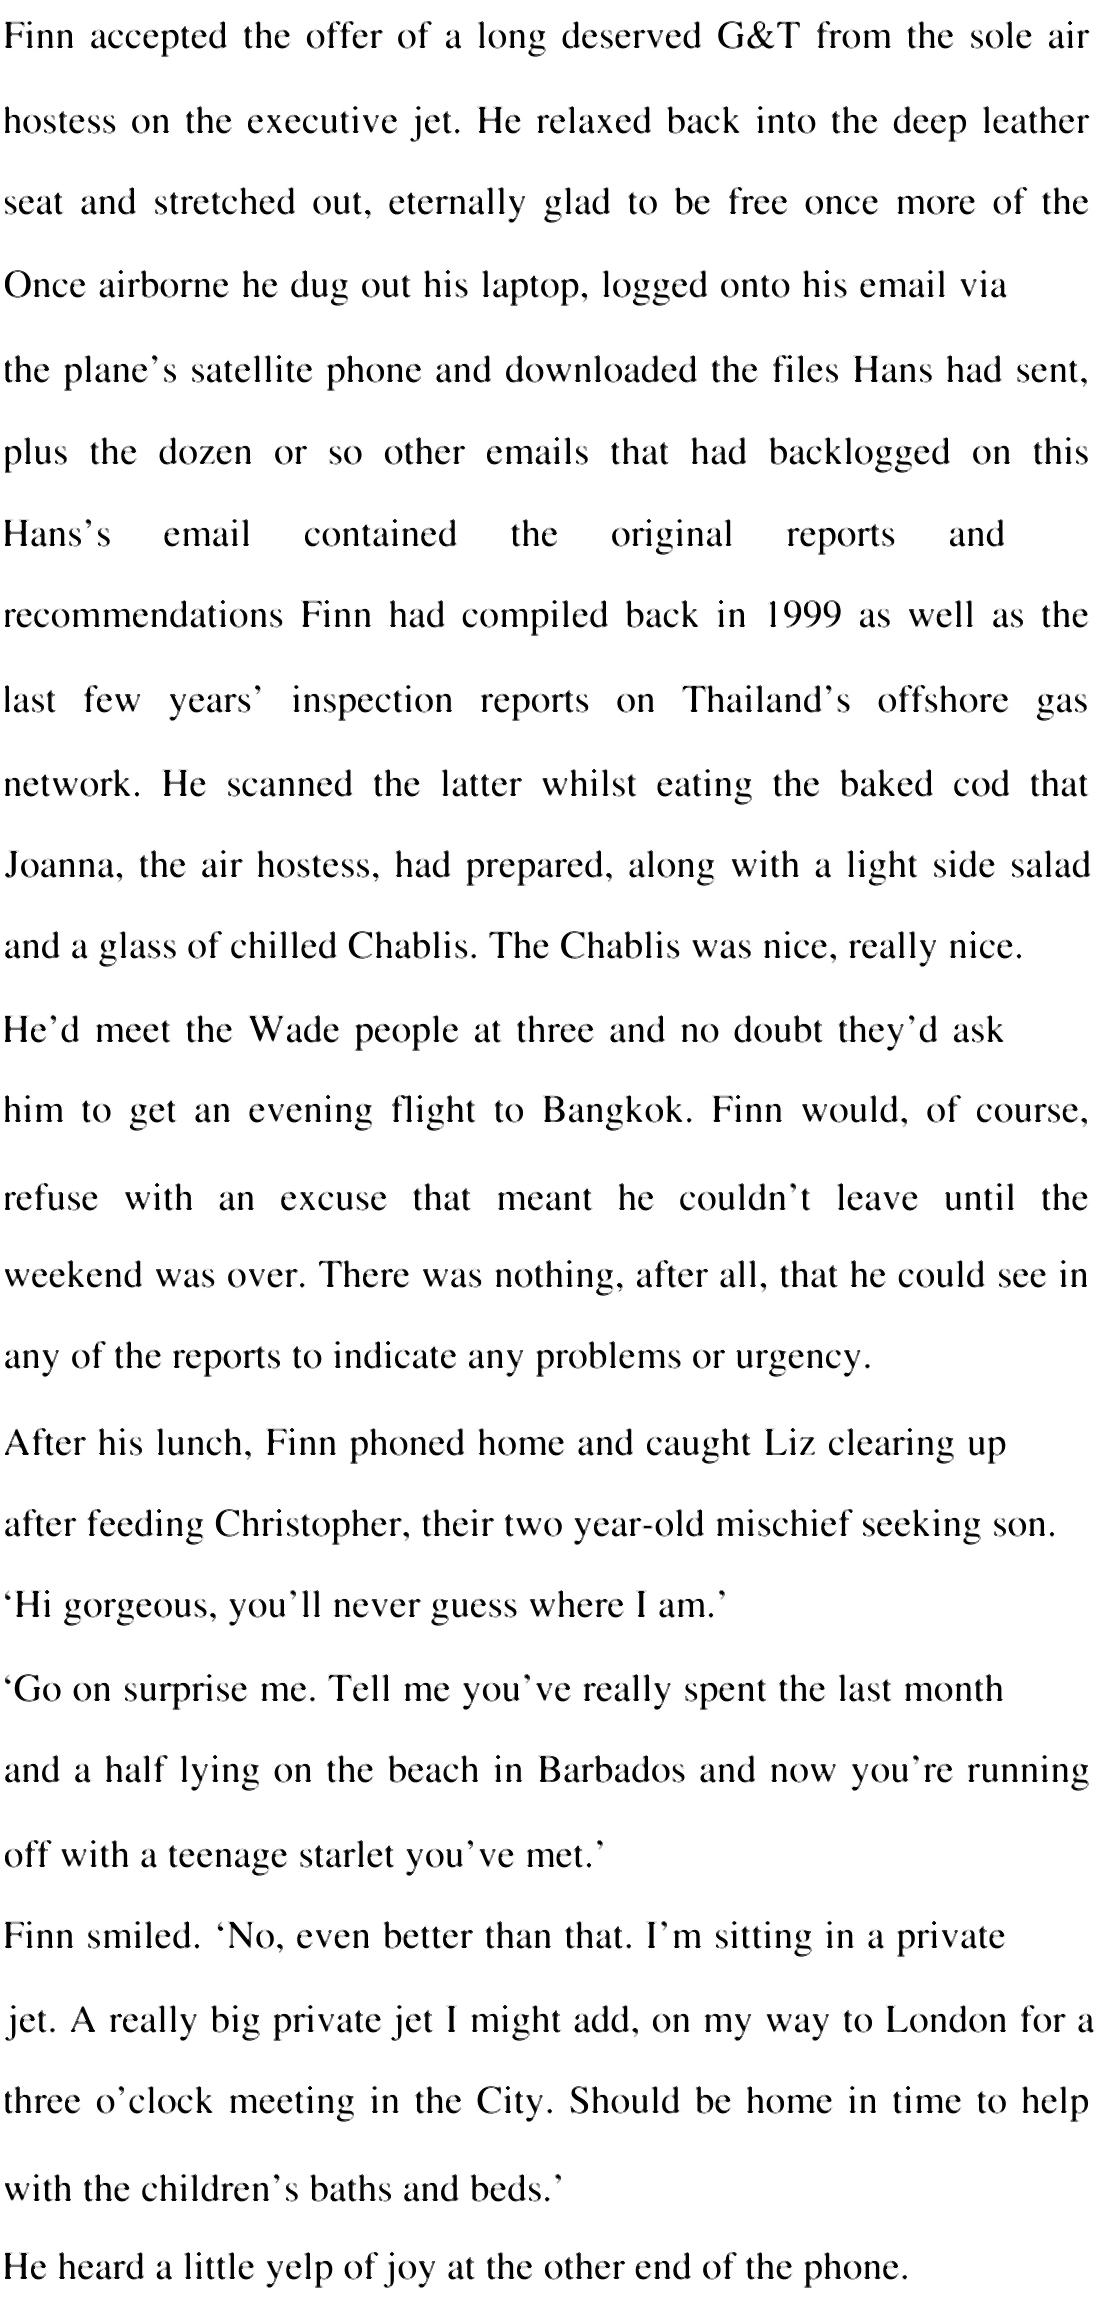 Finn accepted the offer of a long deserved G&T from the sole air
hostess on the executive jet. He relaxed back into the deep leather
seat and stretched out, eternally glad to be free once more of the
Once airborne he dug out his laptop, logged onto his email via
the plane’s satellite phone and downloaded the files Hans had sent,
plus the dozen or so other emails that had backlogged on this
Hans’s email contained the original reports and
recommendations Finn had compiled back in 1999 as well as the
last few years’ inspection reports on Thailand’s offshore gas
network. He scanned the latter whilst eating the baked cod that
Joanna, the air hostess, had prepared, along with a light side salad
and a glass of chilled Chablis. The Chablis was nice, really nice.
He’d meet the Wade people at three and no doubt they’d ask
him to get an evening flight to Bangkok. Finn would, of course,
refuse with an excuse that meant he couldn’t leave until the
weekend was over. There was nothing, after all, that he could see in
any of the reports to indicate any problems or urgency.
After his lunch, Finn phoned home and caught Liz clearing up
after feeding Christopher, their two year-old mischief seeking son.
‘Hi gorgeous, you’ll never guess where I am.’
‘Go on surprise me. Tell me you’ve really spent the last month
and a half lying on the beach in Barbados and now you’re running
off with a teenage starlet you’ve met.’
Finn smiled. ‘No, even better than that. I’m sitting in a private
jet. A really big private jet I might add, on my way to London for a
three o’clock meeting in the City. Should be home in time to help
with the children’s baths and beds.’
He heard a little yelp of joy at the other end of the phone.